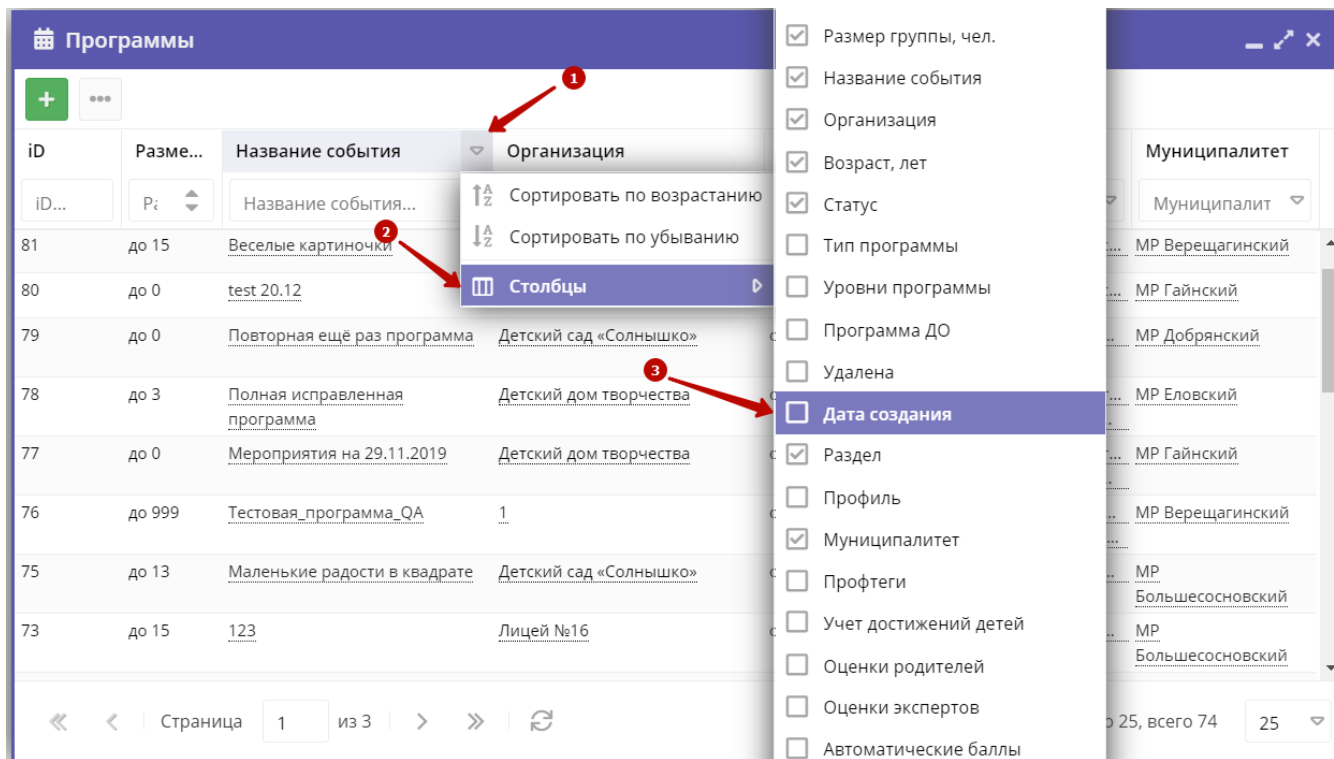 Программы
iD
Разме...
Название события
Организация
Муниципалитет
iD...
Название события...
Муниципалит
81 до 15 Веселые картиночки МР Верещагинский
80 до 0 test 20.12 МР Гайнский
79 до 0 Повторная ещё раз программа Детский сад «Солнышко» МР Добрянский
78 до 3 Полная исправленная Детский дом творчества МР Еловский
программа
77 до 0 Мероприятия на 29.11.2019 Детский дом творчества МР Гайнский
76 до 999 Тестовая_программа_QA 1 МР Верещагинский
75 до 13 Маленькие радости в квадрате Детский сад «Солнышко» МР
Большесосновский
73 до 15 123 Лицей №16 МР
Большесосновский
Страница 1 из 3
25, всего 74 25
1
Сортировать по возрастанию
Сортировать по убыванию
2
Столбцы
3
Размер группы, чел.
Название события
Организация
Возраст, лет
Статус
Тип программы
Уровни программы
Программа ДО
Удалена
Дата создания
Раздел
Профиль
Муниципалитет
Профтеги
Учет достижений детей
Оценки родителей
Оценки экспертов
Автоматические баллы